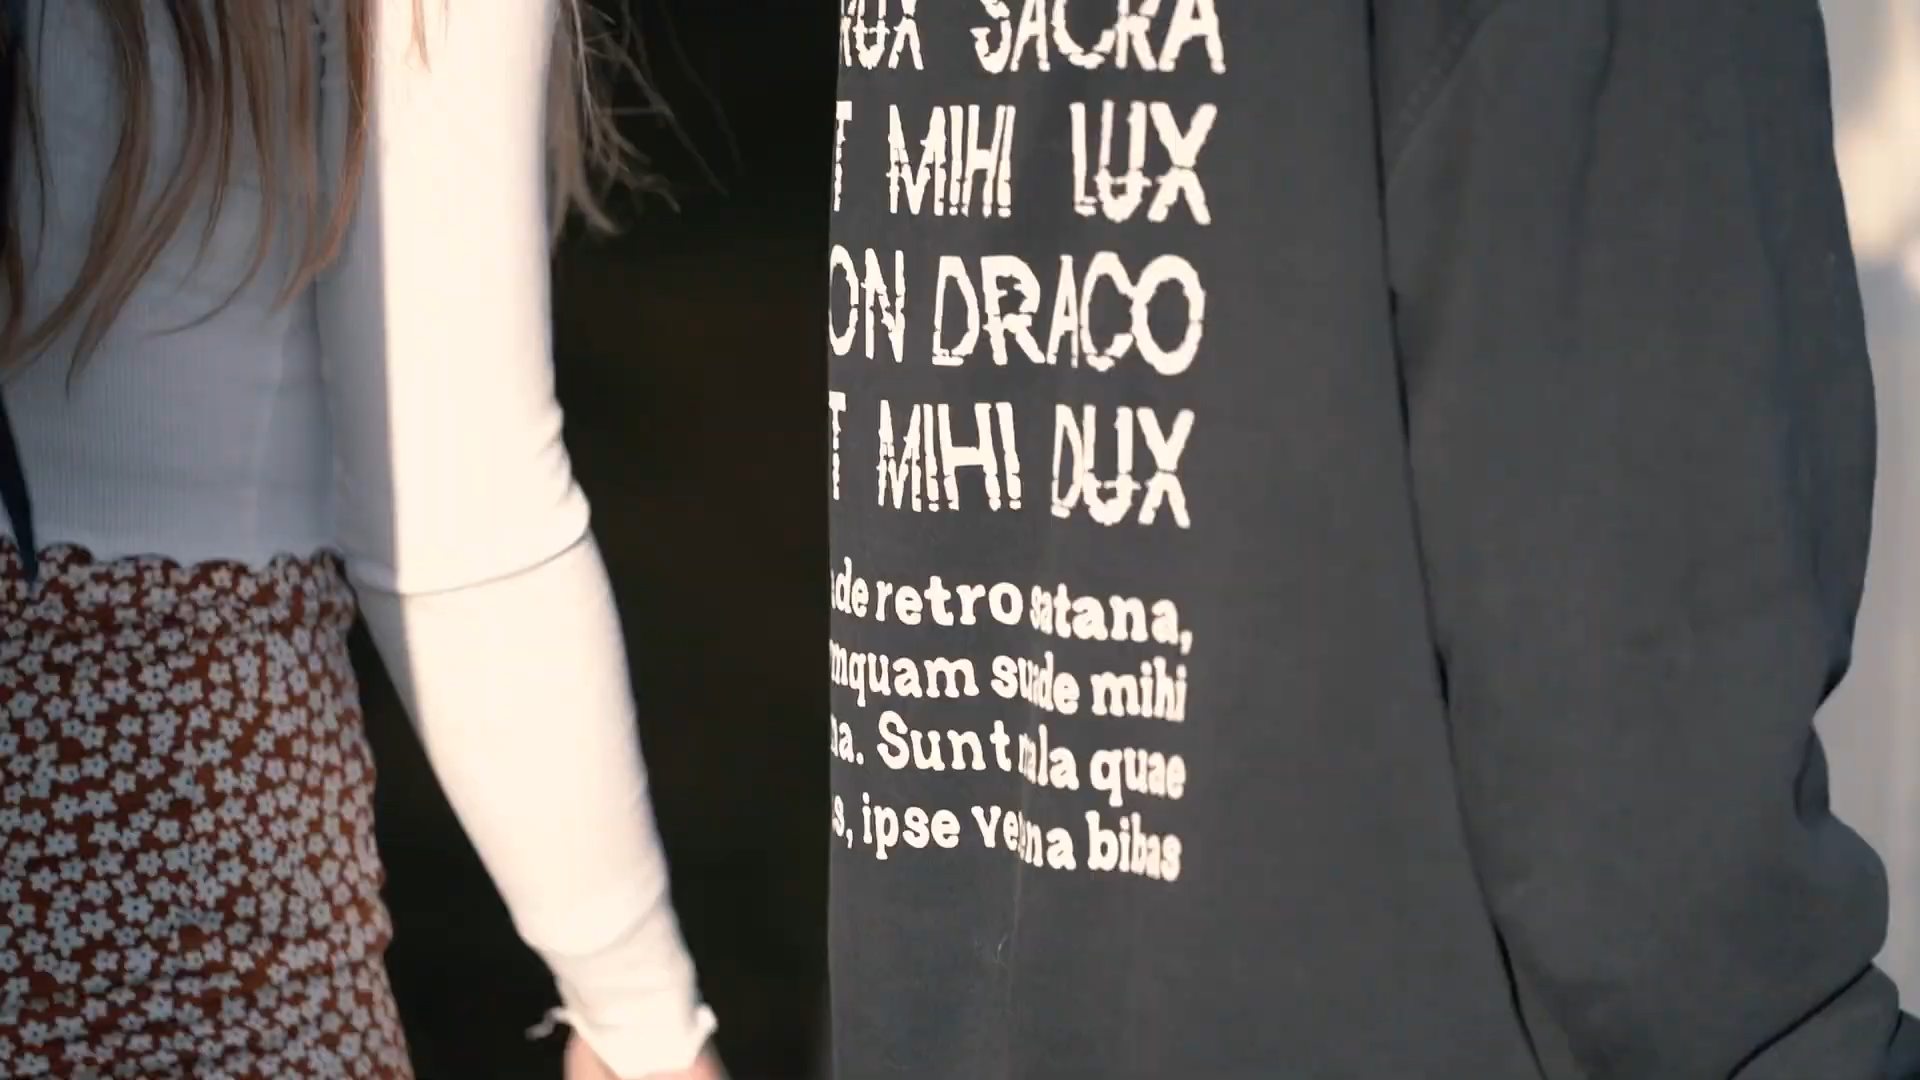 RUX SACRA
T MIHI LUX
ON DRACO
T MIHI DUX
de retro satana,
mquam suade mihi
na. Sunt mala quae
s, ipse venena bibas